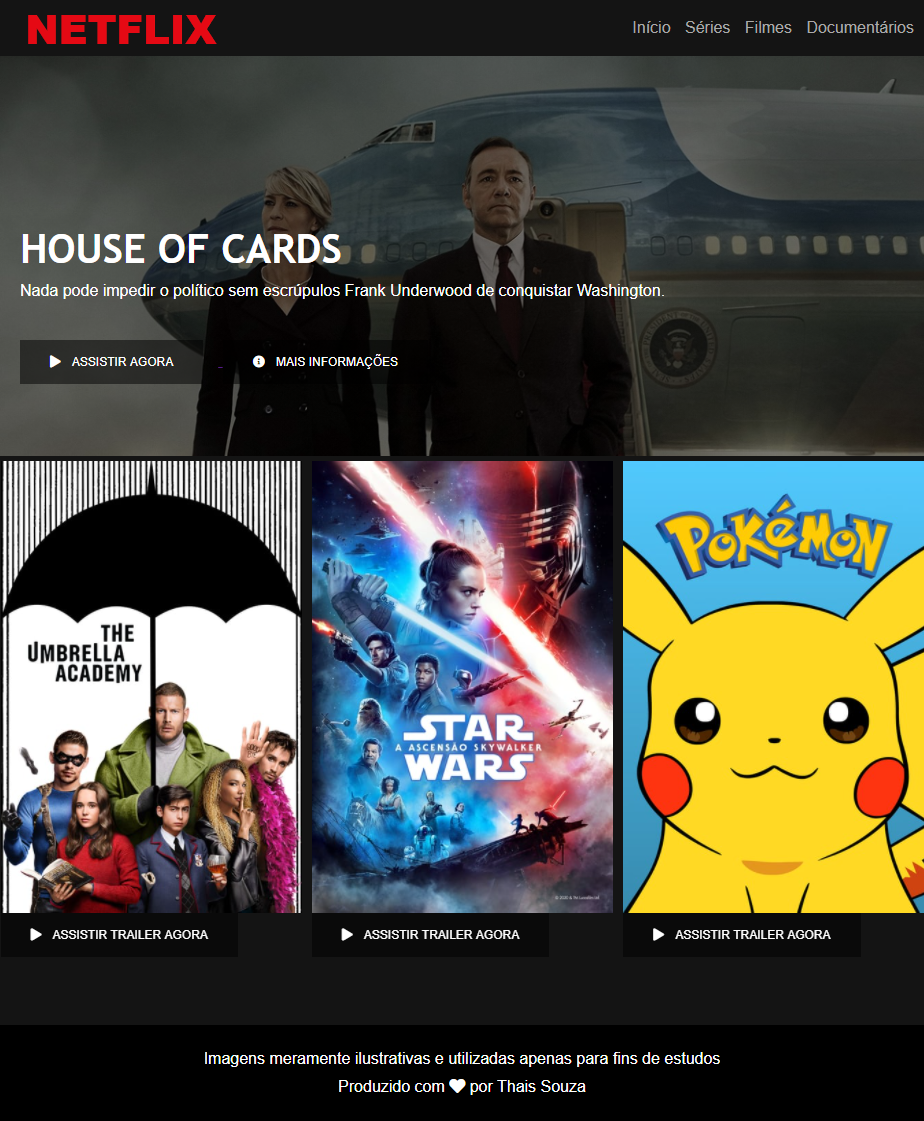 NETFLIX
Início Séries Filmes Documentários
HOUSE OF CARDS
Nada pode impedir o político sem escrúpulos Frank Underwood de conquistar Washington.
ASSISTIR AGORA
MAIS INFORMAÇÕES
THE
UMBRELLA
ACADEMY
STAR
A ASCENSÃO SKYWALKER
WARS
POKéMON
ASSISTIR TRAILER AGORA
ASSISTIR TRAILER AGORA
ASSISTIR TRAILER AGORA
Imagens meramente ilustrativas e utilizadas apenas para fins de estudos
Produzido com por Thais Souza